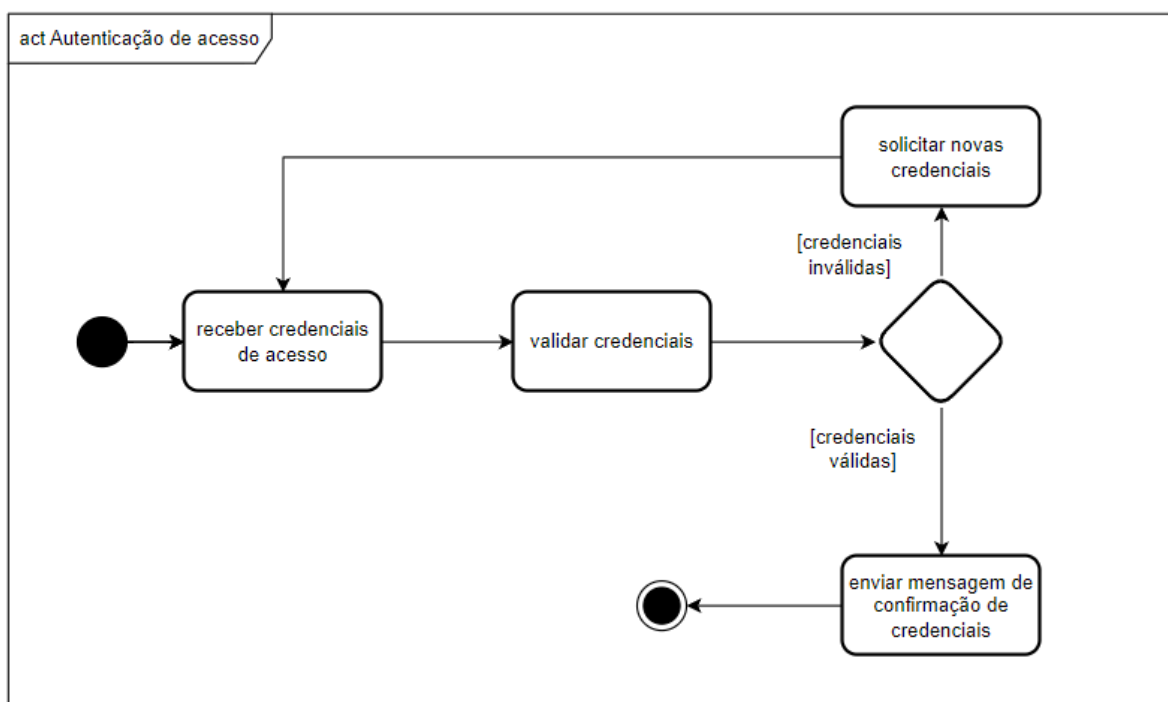 act Autenticação de acesso
solicitar novas
credenciais
[credenciais
inválidas]
receber credenciais
de acesso
validar credenciais
[credenciais
válidas]
enviar mensagem de
confirmação de
credenciais